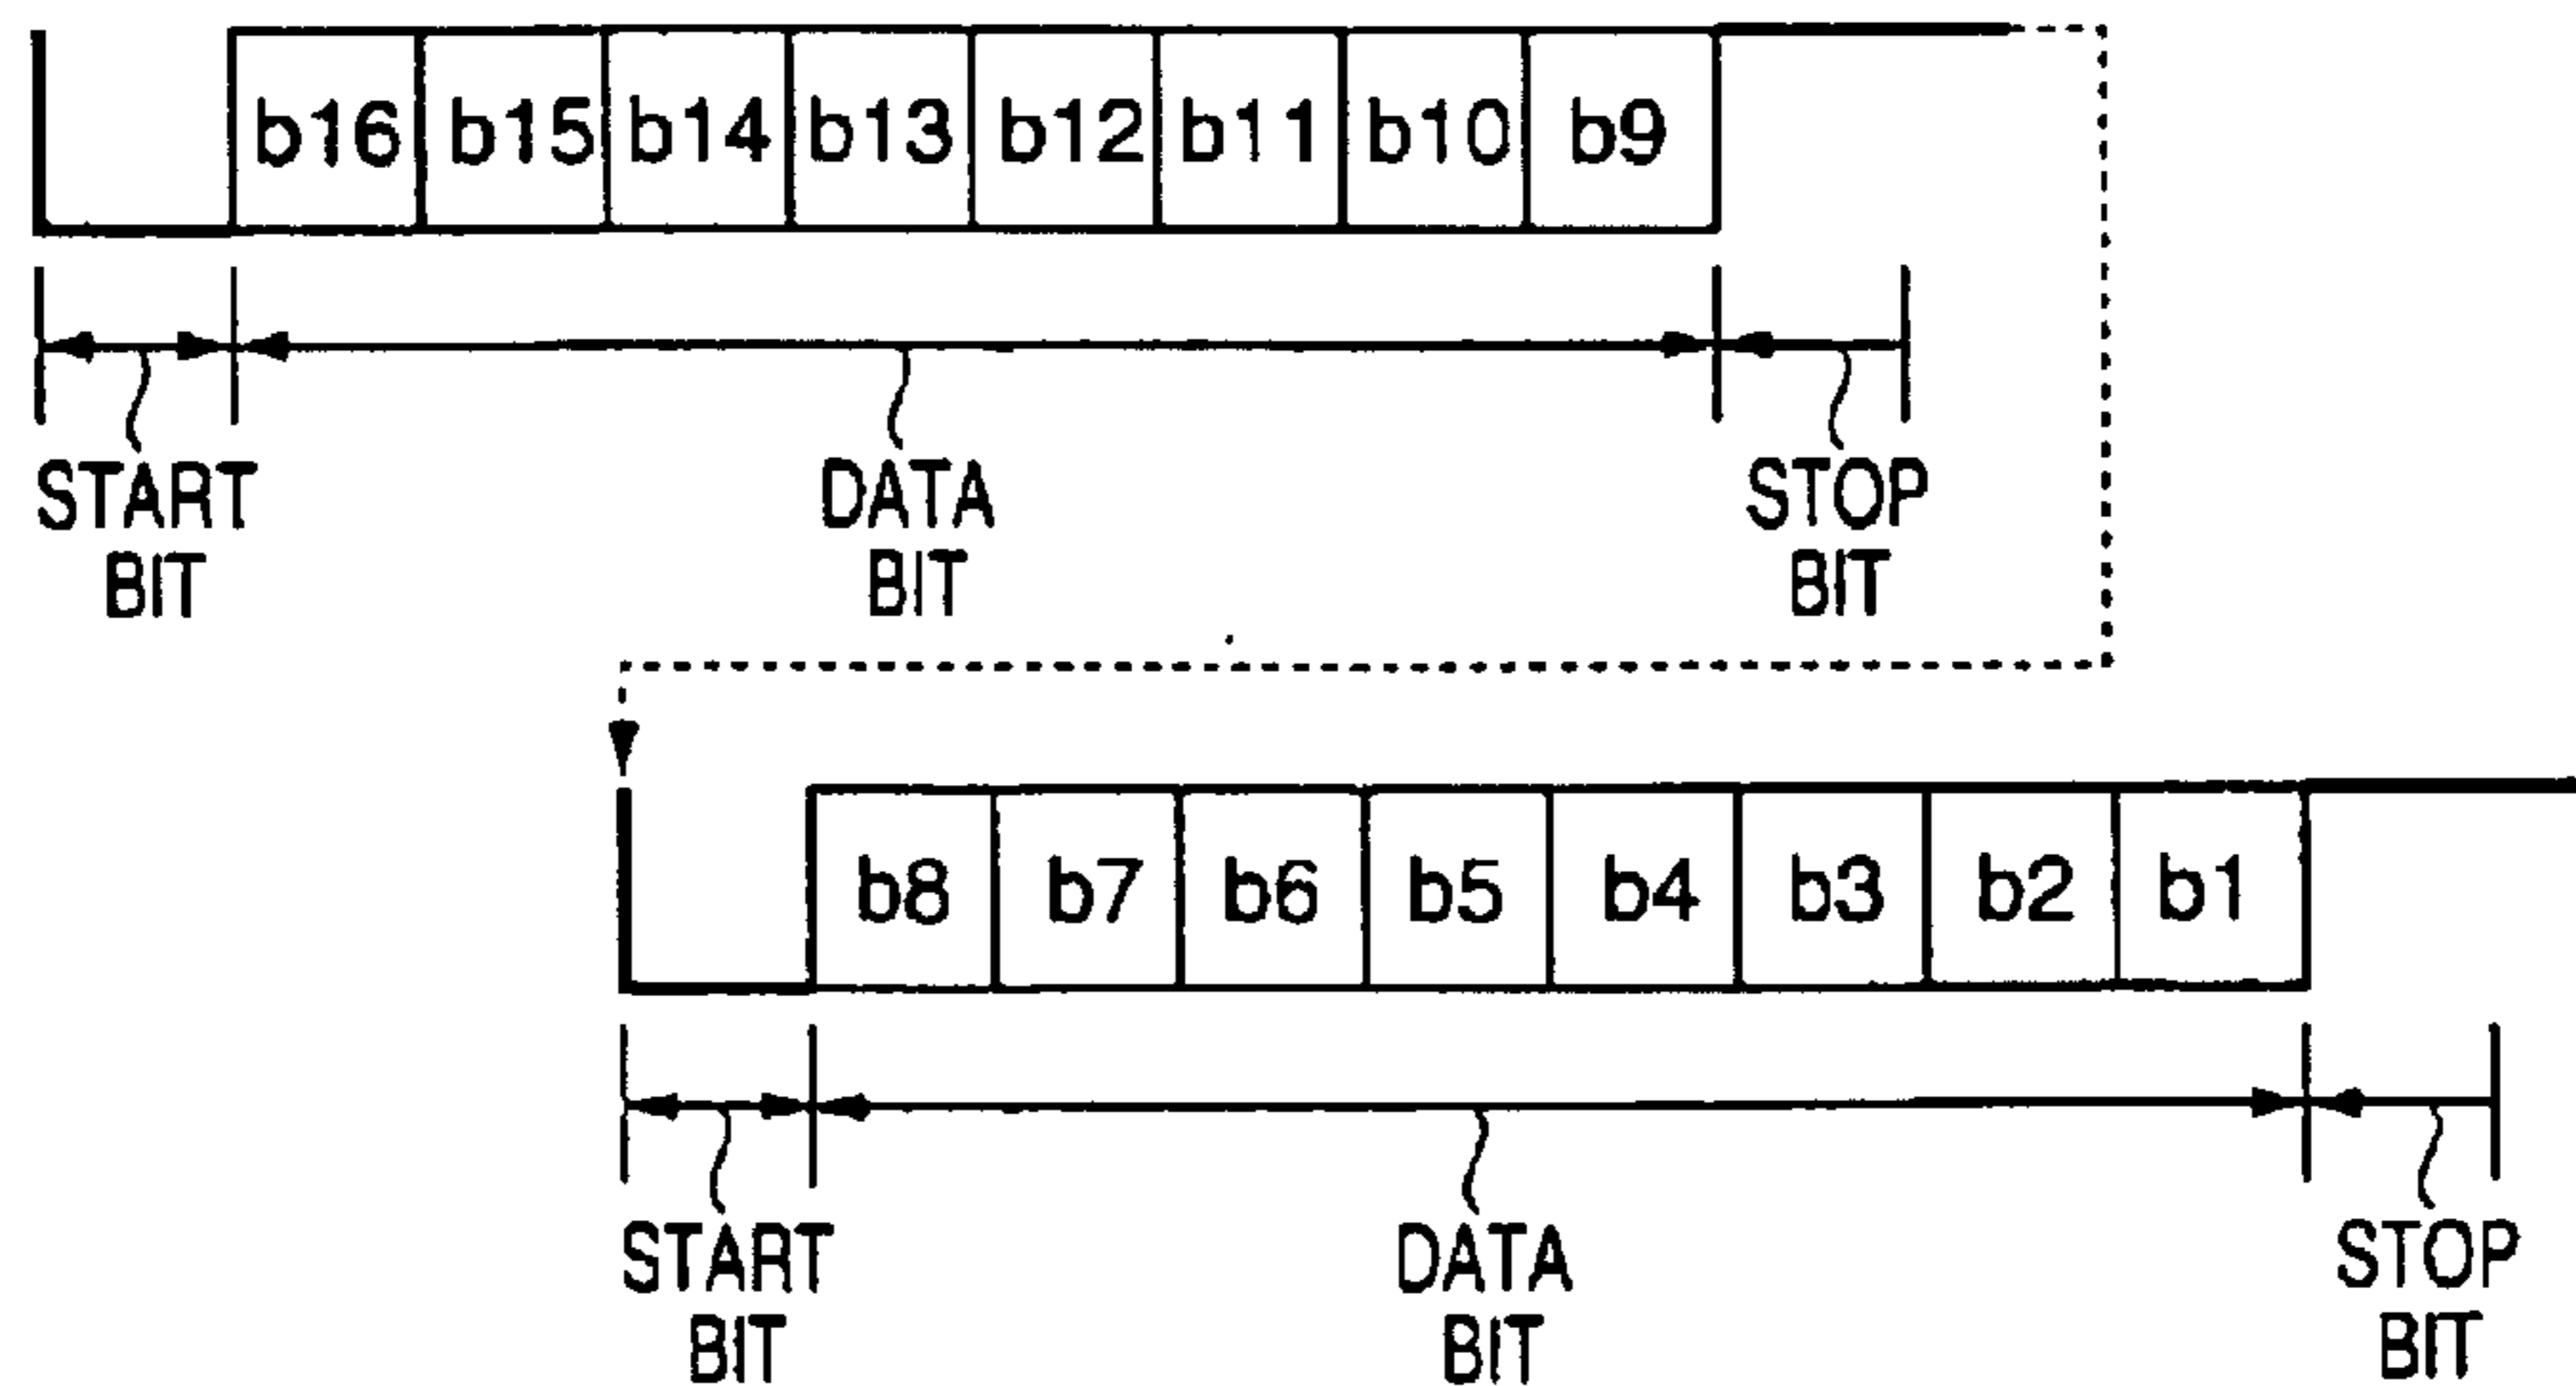 b16 b15 b14 b13 b12 b11 b10 b9
START BIT
DATA BIT
STOP BIT
b8 b7 b6 b5 b4 b3 b2 b1
START BIT
DATA BIT
STOP BIT